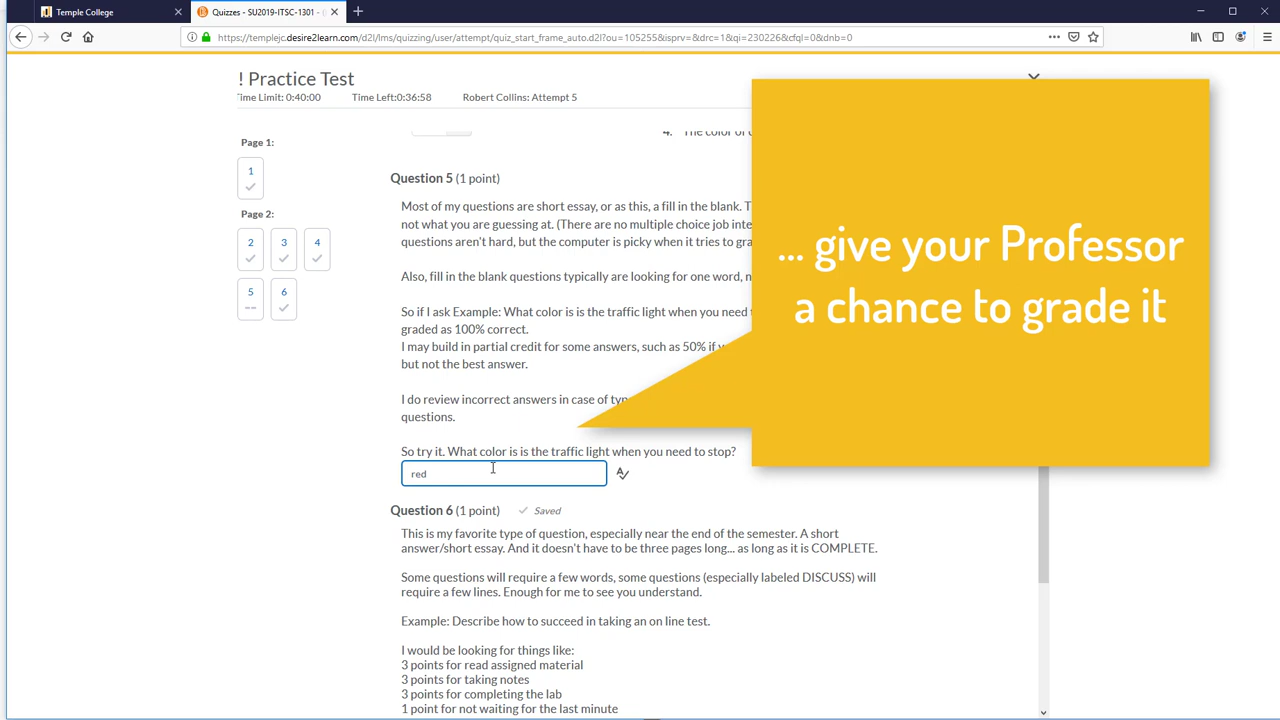 Temple College
Quizzes - SU2019-ITSC-1301 -
https://templejc.desire2learn.com/d2l/lms/quizzing/user/attempt/quiz_start_frame_auto.d2l?ou=105255&isprv=&drc=1&qi=230226&cfql=0&dnb=0
! Practice Test
Time Limit: 0:40:00 Time Left:0:36:58 Robert Collins: Attempt 5
Page 1:
1
Page 2:
2 3 4
5 6
--
4. The color of
Question 5 (1 point)
Most of my questions are short essay, or as this, a fill in the blank. T
not what you are guessing at. (There are no multiple choice job inte
questions aren't hard, but the computer is picky when it tries to gra
Also, fill in the blank questions typically are looking for one word, n
So if I ask Example: What color is is the traffic light when you need t
graded as 100% correct.
I may build in partial credit for some answers, such as 50% if y
but not the best answer.
I do review incorrect answers in case of typ
questions.
So try it. What color is is the traffic light when you need to stop?
red
Question 6 (1 point) Saved
This is my favorite type of question, especially near the end of the semester. A short
answer/short essay. And it doesn't have to be three pages long... as long as it is COMPLETE.
Some questions will require a few words, some questions (especially labeled DISCUSS) will
require a few lines. Enough for me to see you understand.
Example: Describe how to succeed in taking an on line test.
I would be looking for things like:
3 points for read assigned material
3 points for taking notes
3 points for completing the lab
1 point for not waiting for the last minute
... give your Professor
a chance to grade it